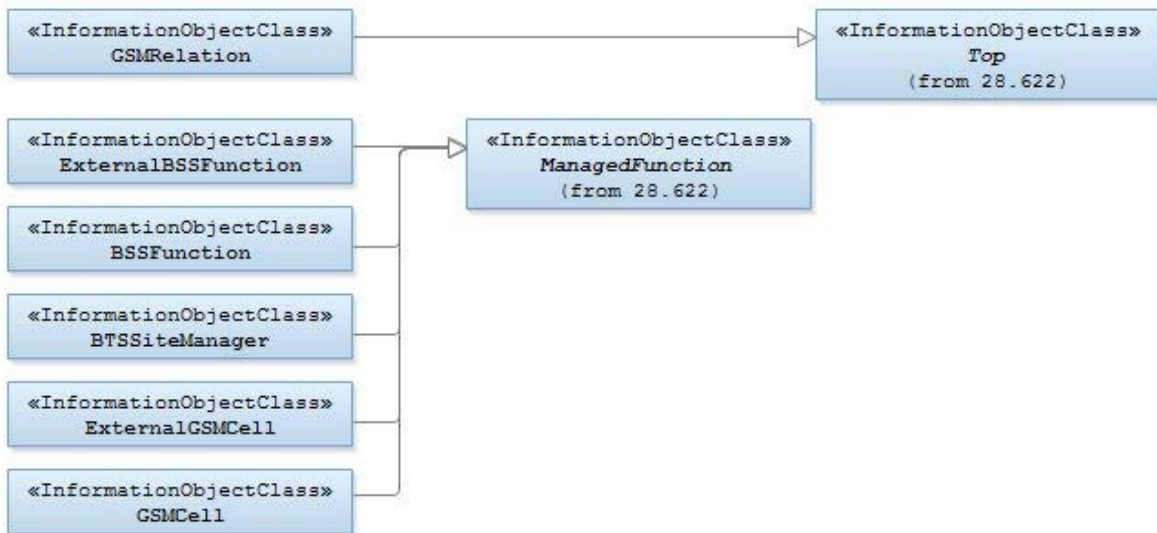 «InformationObjectClass»
GSMRelation
«InformationObjectClass»
Top
(from 28.622)
«InformationObjectClass»
ExternalBSSFunction
«InformationObjectClass»
ManagedFunction
(from 28.622)
«InformationObjectClass»
BSSFunction
«InformationObjectClass»
BTSSiteManager
«InformationObjectClass»
ExternalGSMCell
«InformationObjectClass»
GSMCell